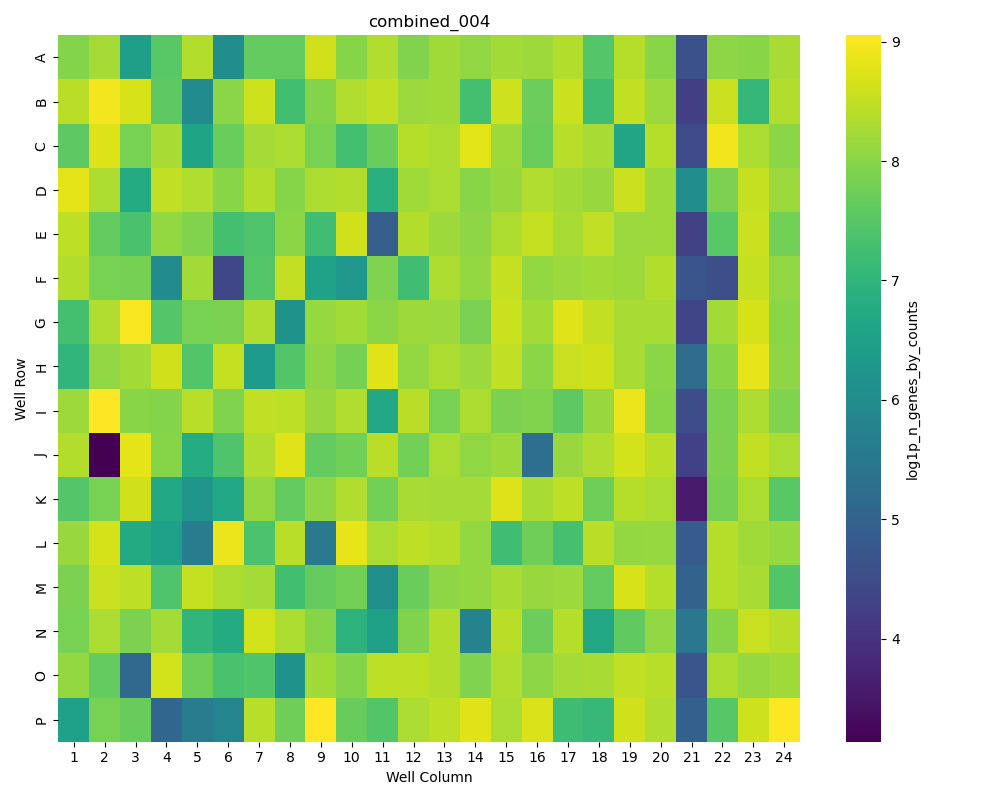 combined_004
Well Row
A
B
C
D
E
F
G
H
I
J
K
L
M
N
O
P
1 2 3 4 5 6 7 8 9 10 11 12 13 14 15 16 17 18 19 20 21 22 23 24
Well Column
9
8
7
6
5
4
log1p_n_genes_by_counts